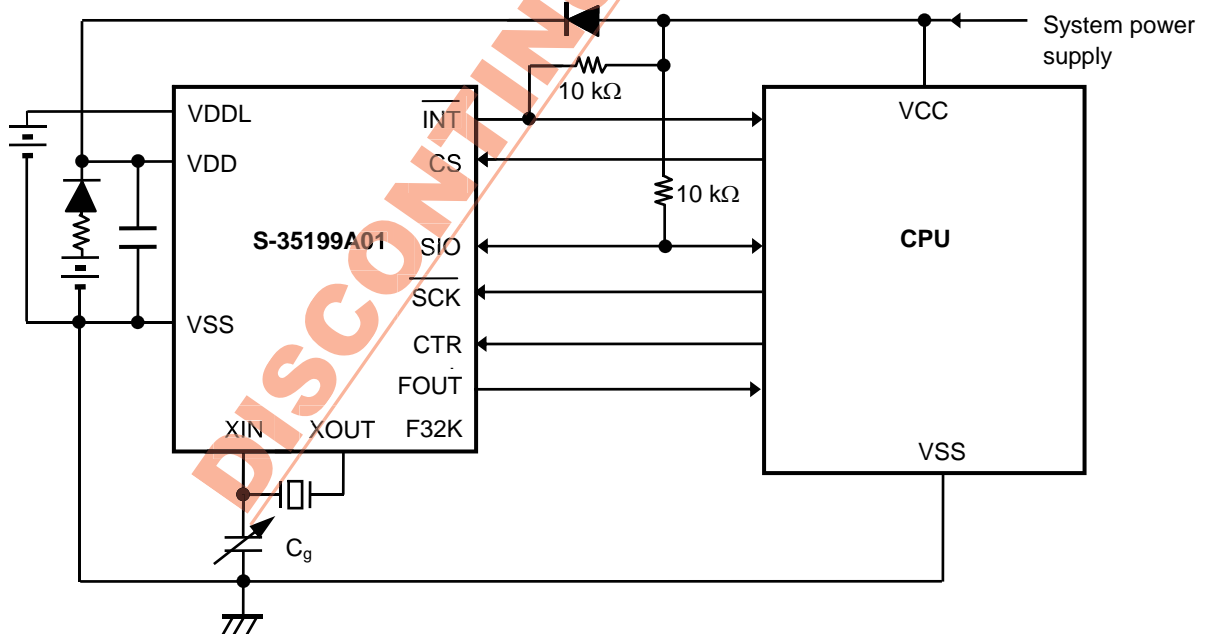 System power
supply
10 kΩ
VDDL
INT
VCC
VDD
CS
10 kΩ
S-35199A01
SIO
CPU
SCK
VSS
CTR
FOUT
XIN
XOUT
F32K
VSS
Cg
DISCONTIN